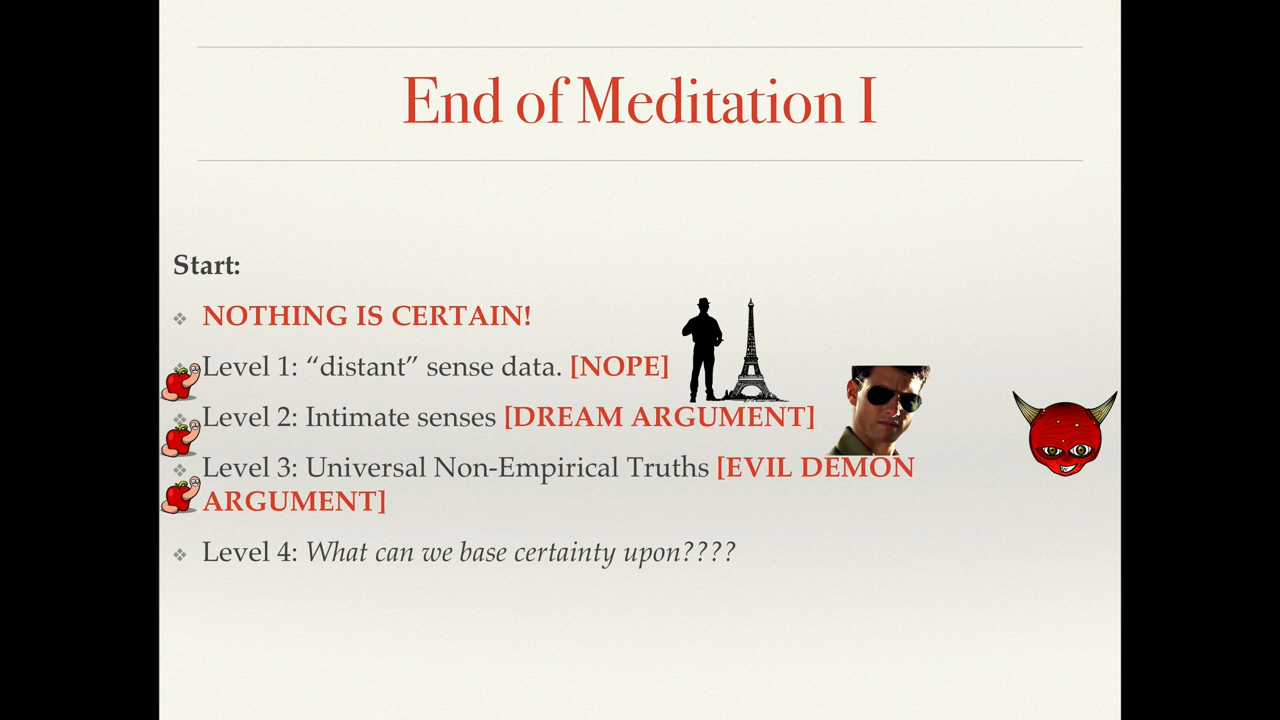 End of Meditation I
Start:
NOTHING IS CERTAIN!
Level 1: “distant” sense data. [NOPE]
Level 2: Intimate senses [DREAM ARGUMENT]
Level 3: Universal Non-Empirical Truths [EVIL DEMON
ARGUMENT]
Level 4: What can we base certainty upon????